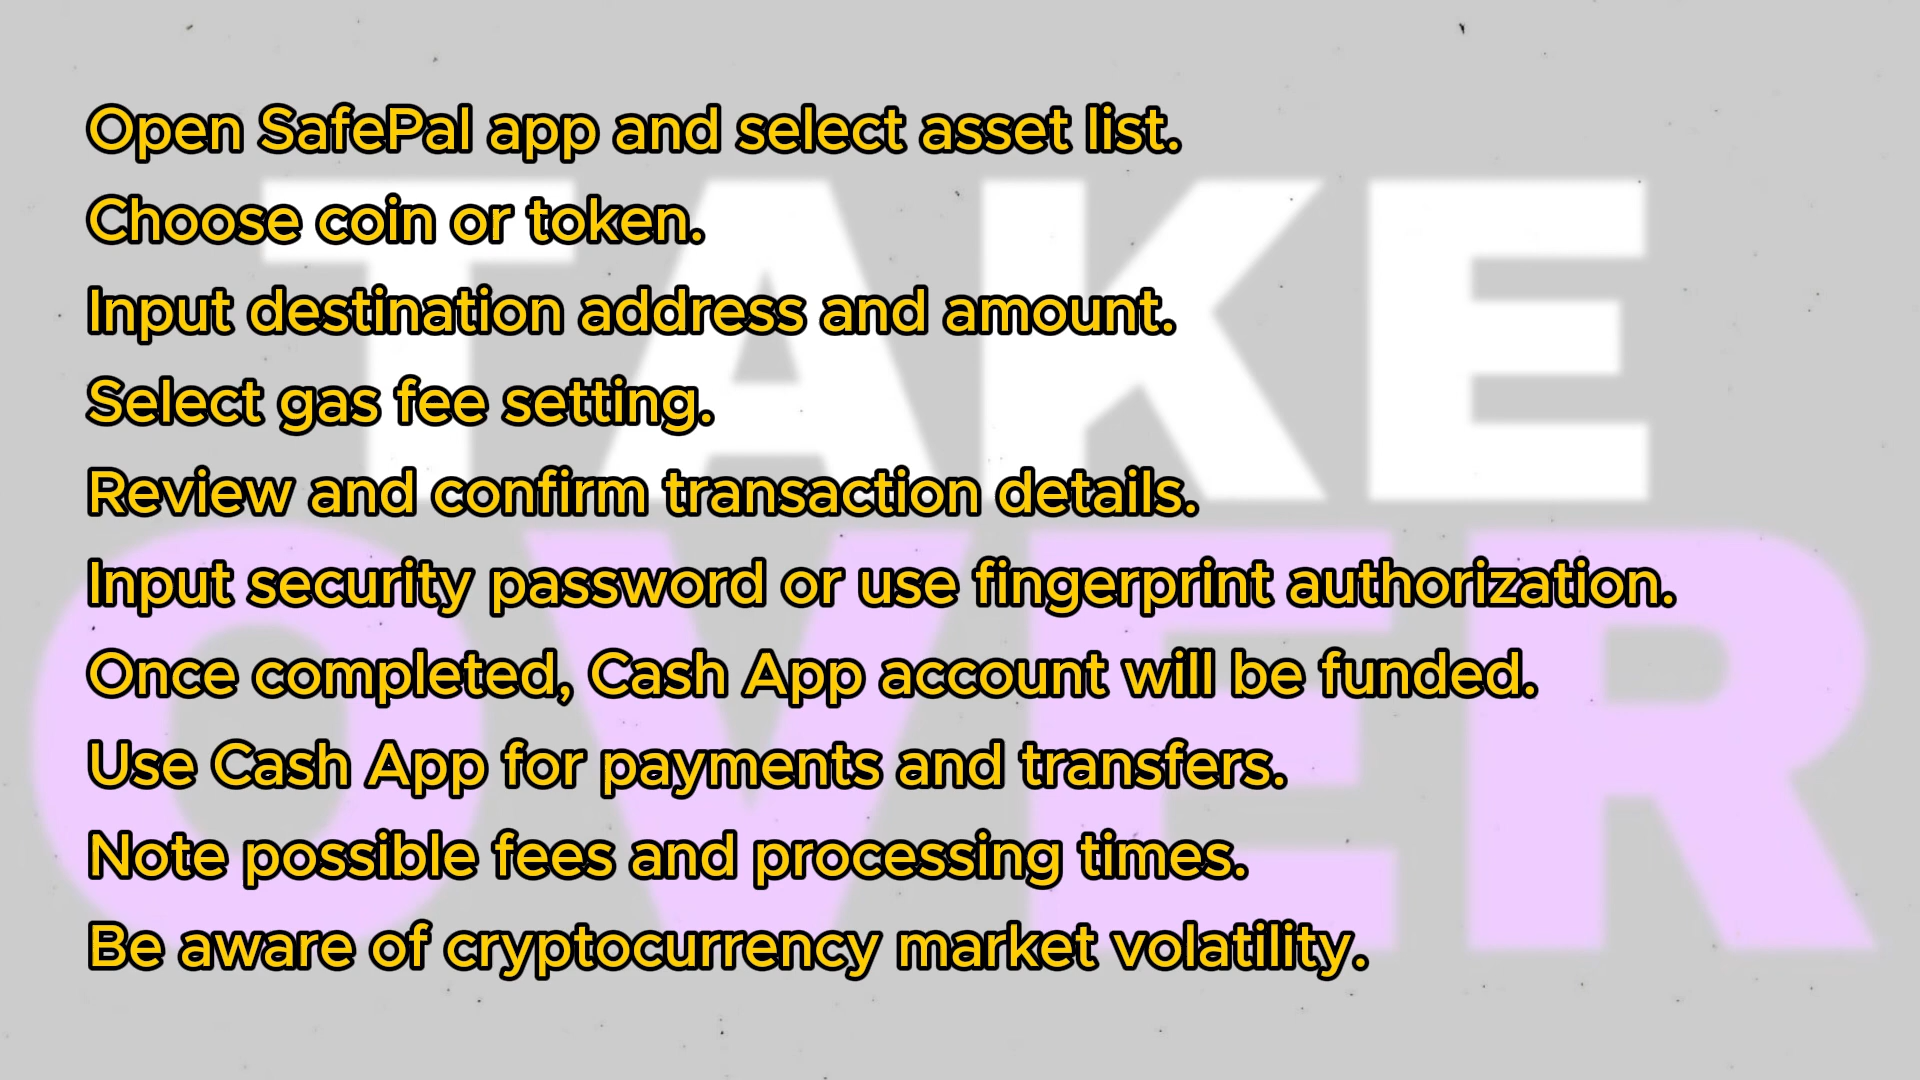 Open SafePal app and select asset list.
Choose coin or token.
Input destination address and amount.
Select gas fee setting.
Review and confirm transaction details.
Input security password or use fingerprint authorization.
Once completed, Cash App account will be funded.
Use Cash App for payments and transfers.
Note possible fees and processing times.
Be aware of cryptocurrency market volatility.
TAKE
OVER